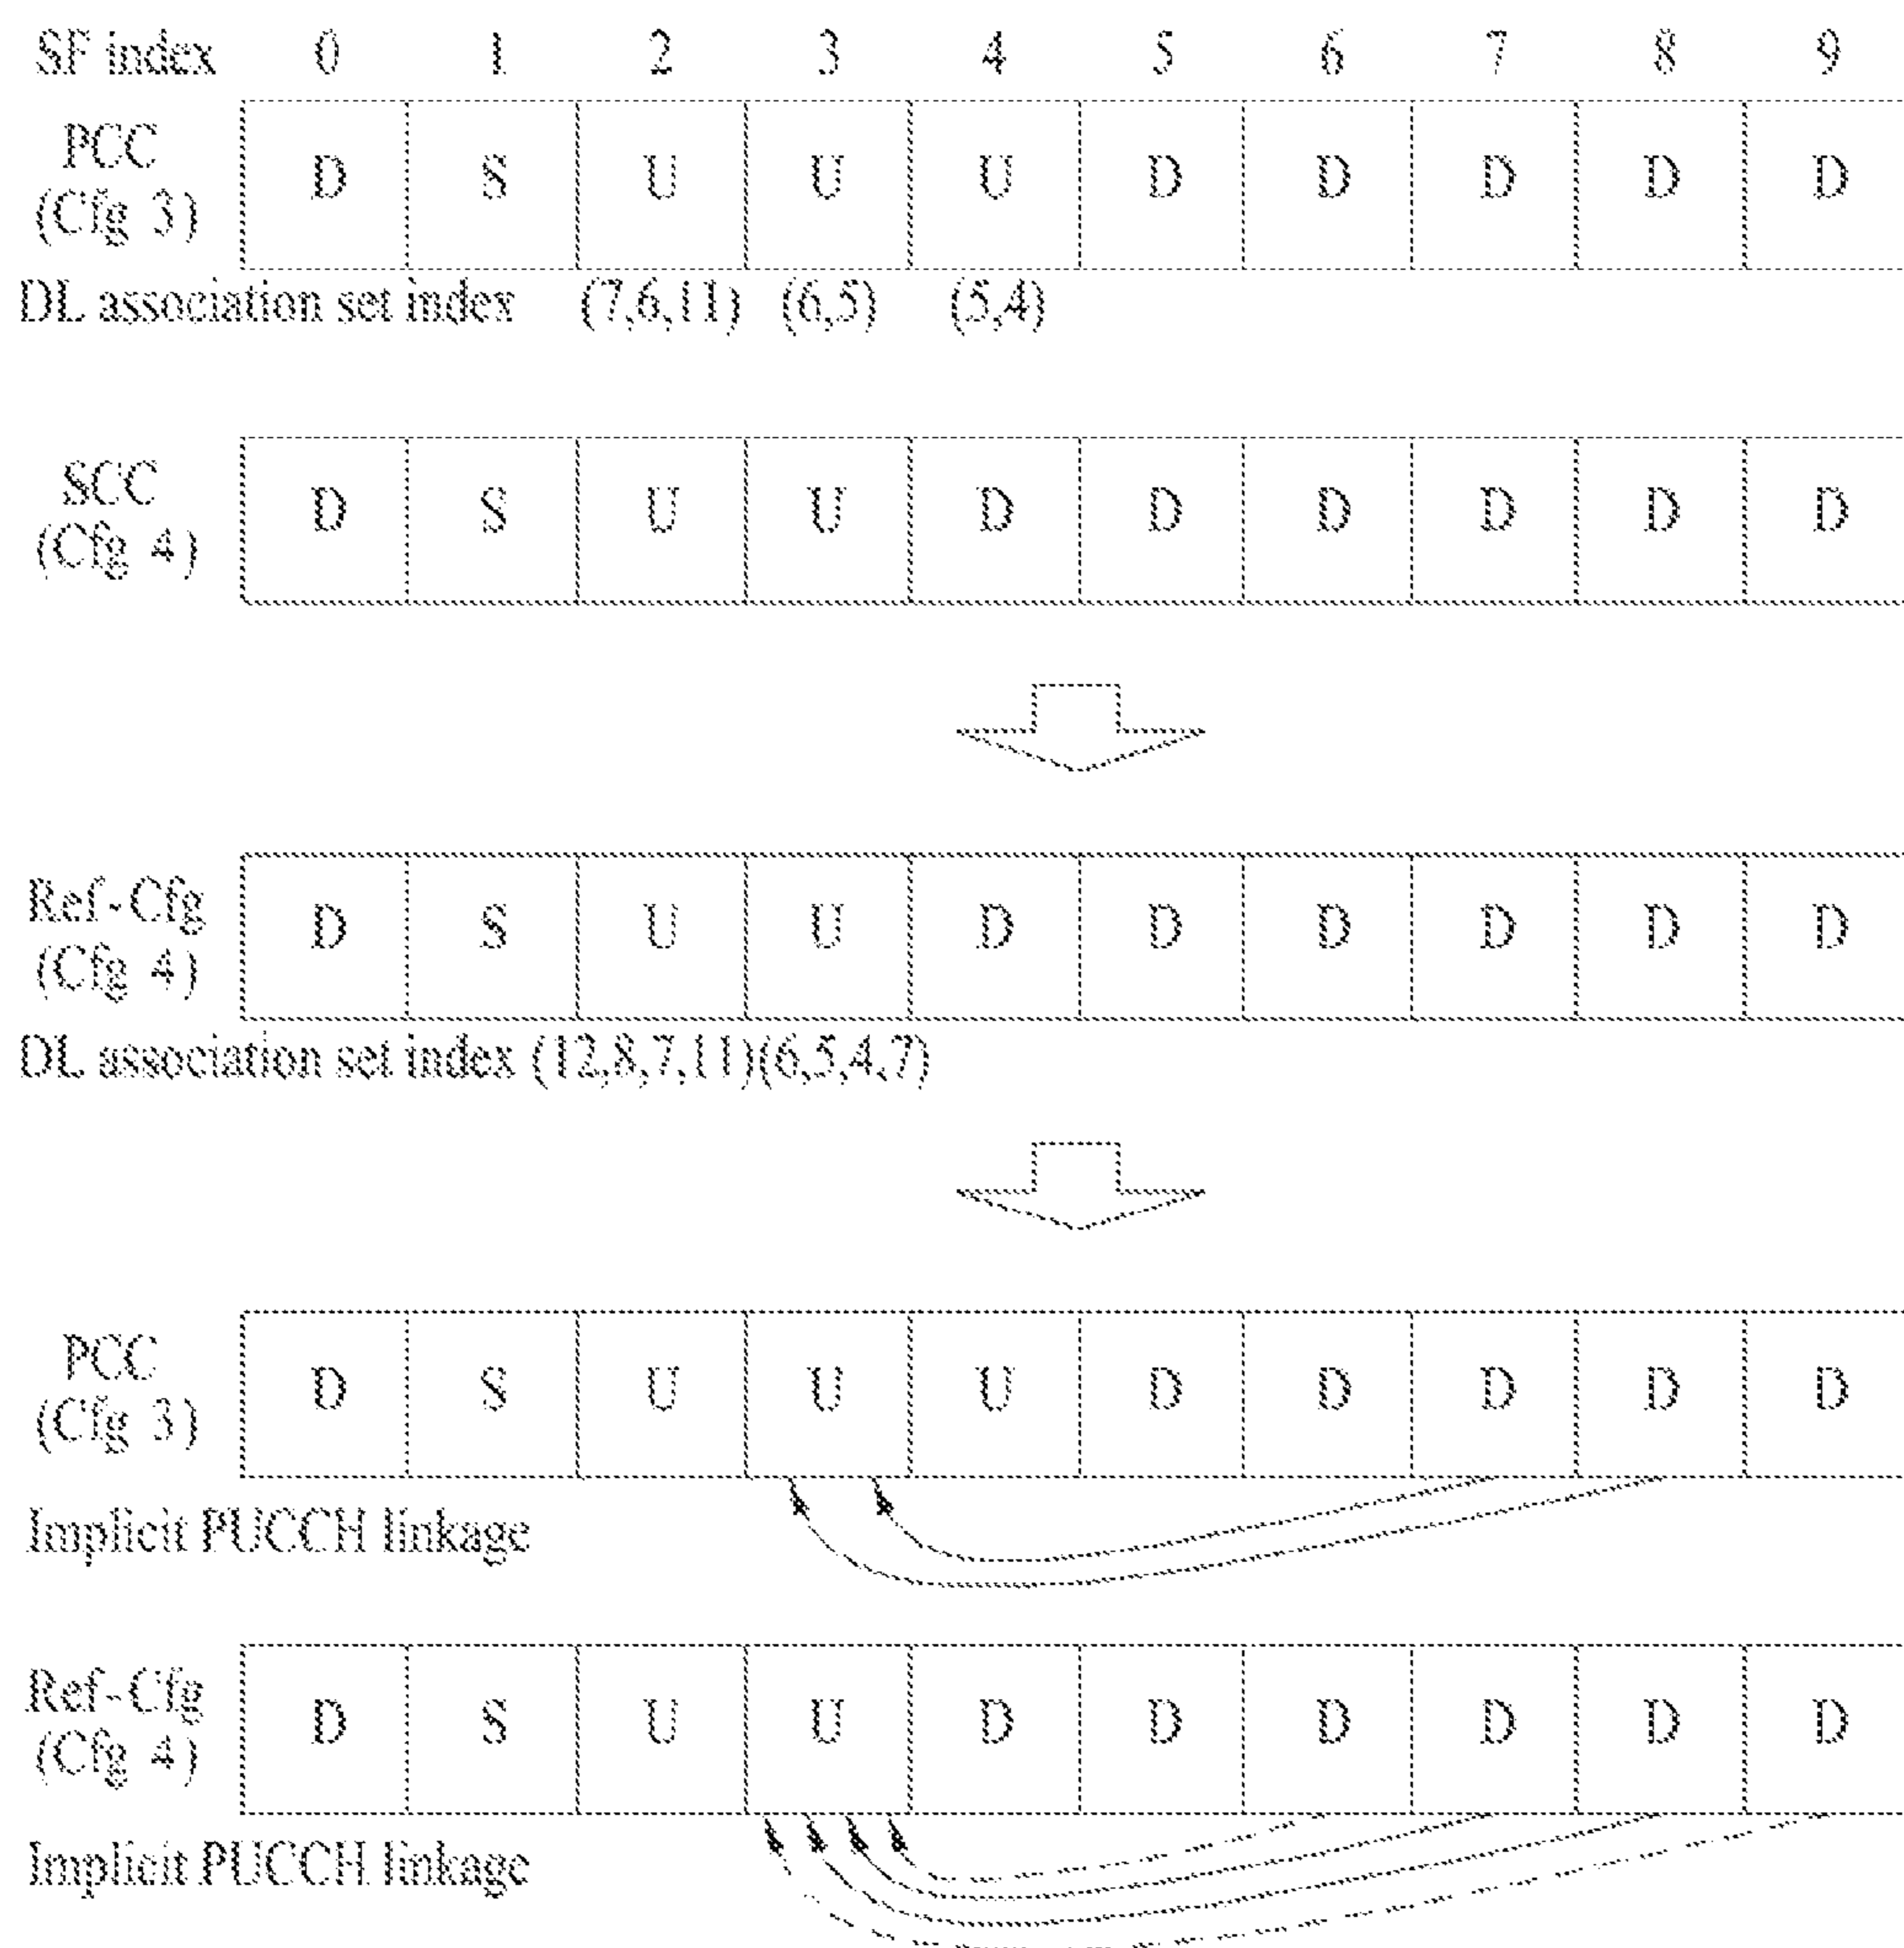 SF index 0 1 2 3 4 5 6 7 8 9
PCC
(Cfg 3)
D S U U U D D D D D
DL association set index (7,6,11) (6,5) (5,4)
SCC
(Cfg 4)
D S U U D D D D D D
Ref-Cfg
(Cfg 4)
D S U U D D D D D D
DL association set index (12,8,7,11)(6,5,4,7)
PCC
(Cfg 3)
D S U U U D D D D D
Implicit PUCCH linkage
Ref-Cfg
(Cfg 4)
D S U U D D D D D D
Implicit PUCCH linkage